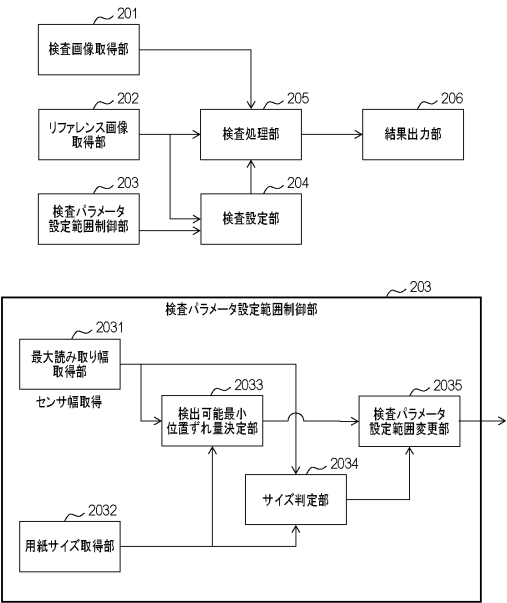 201
検査画像取得部
202
リファレンス画像
取得部
205
検査処理部
206
結果出力部
203
検査パラメータ
設定範囲制御部
204
検査設定部
203
検査パラメータ設定範囲制御部
2031
最大読み取り幅
取得部
センサ幅取得
2033
検出可能最小
位置ずれ量決定部
2035
検査パラメータ
設定範囲変更部
2034
サイズ判定部
2032
用紙サイズ取得部